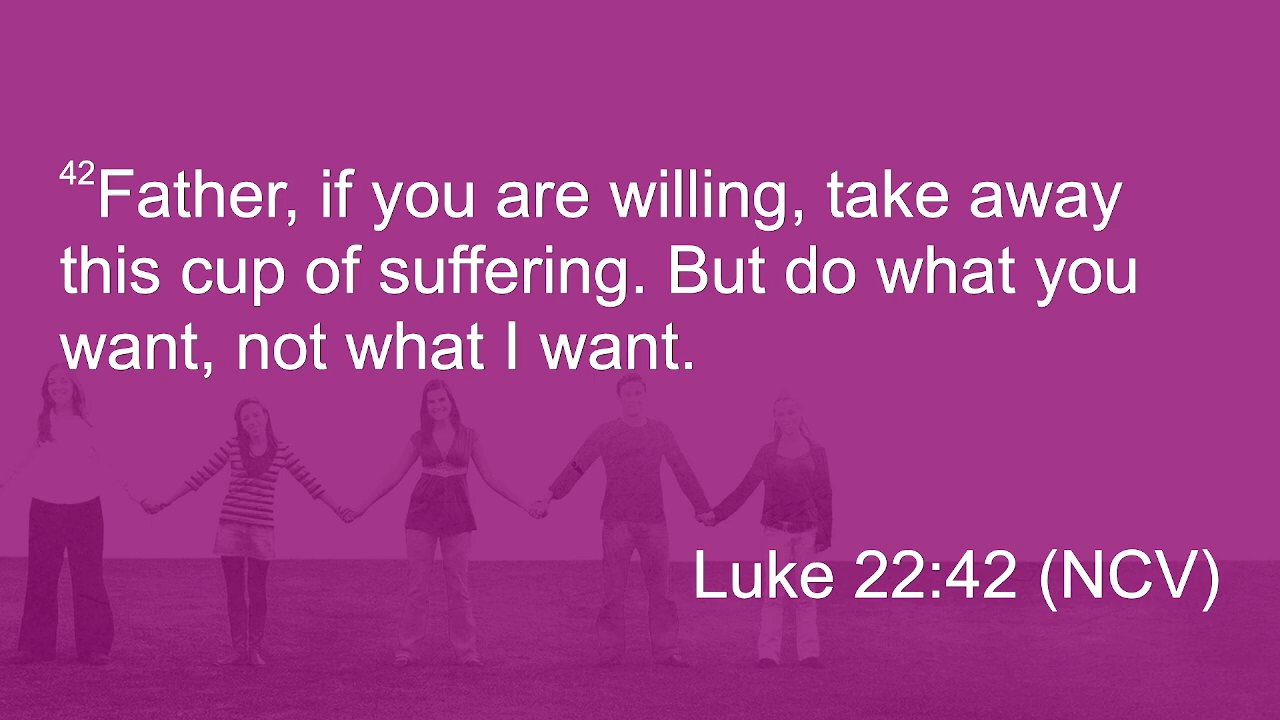 42Father, if you are willing, take away
this cup of suffering. But do what you
want, not what I want.
Luke 22:42 (NCV)